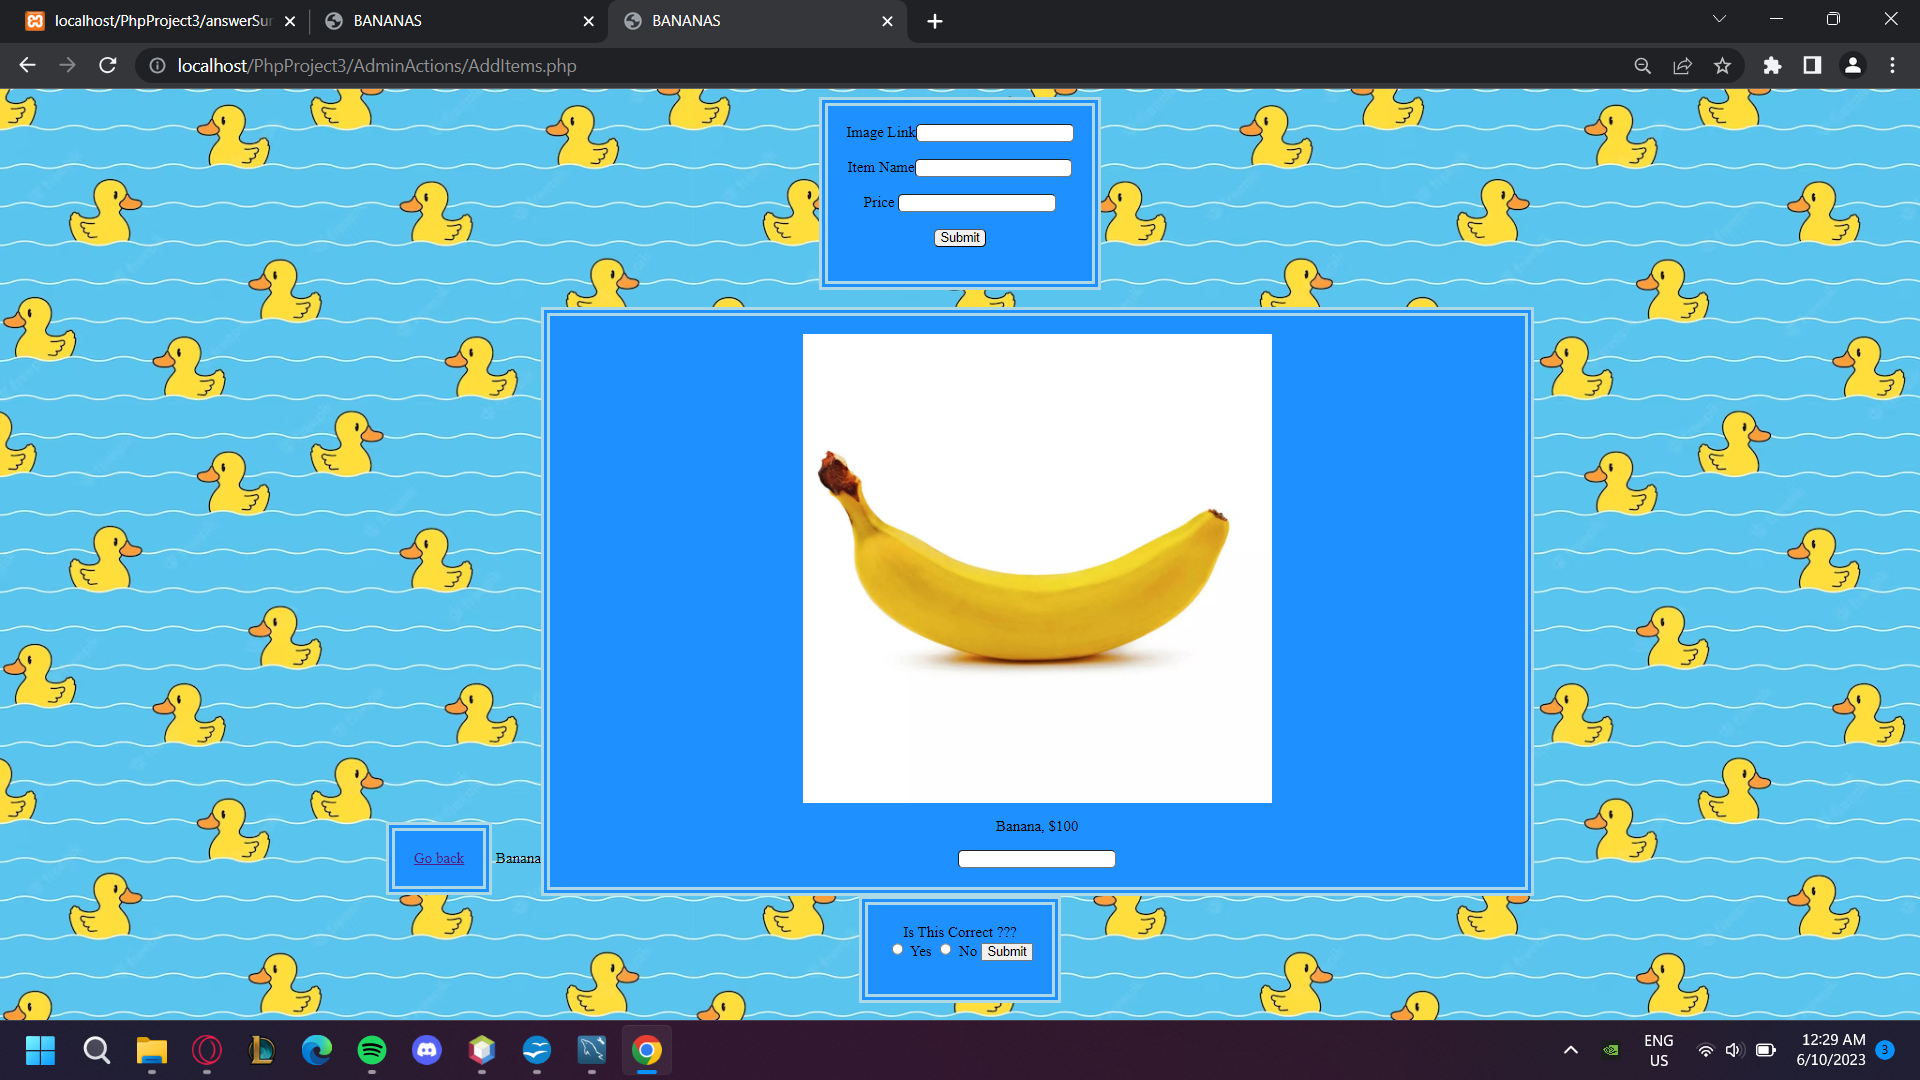 localhost/PhpProject3/answerSur
BANANAS
BANANAS
localhost/PhpProject3/AdminActions/AddItems.php
Image Link
Item Name
Price
Submit
Banana, $100
Go back
Banana
Is This Correct ???
Yes No Submit
ENG
US
12:29 AM
6/10/2023
3